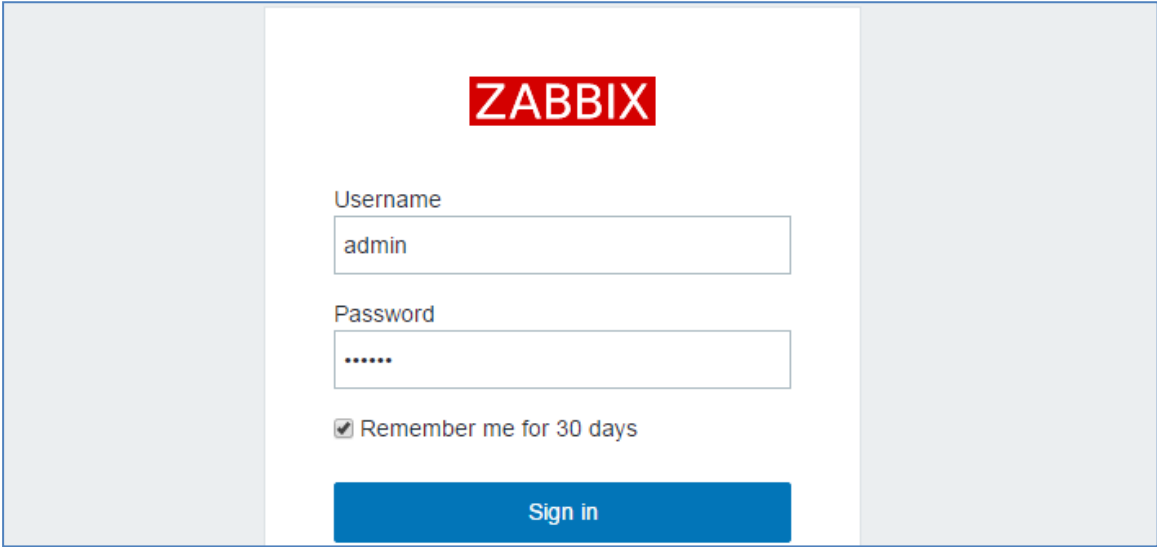 ZABBIX
Username
admin
Password
••••••
Remember me for 30 days
Sign in